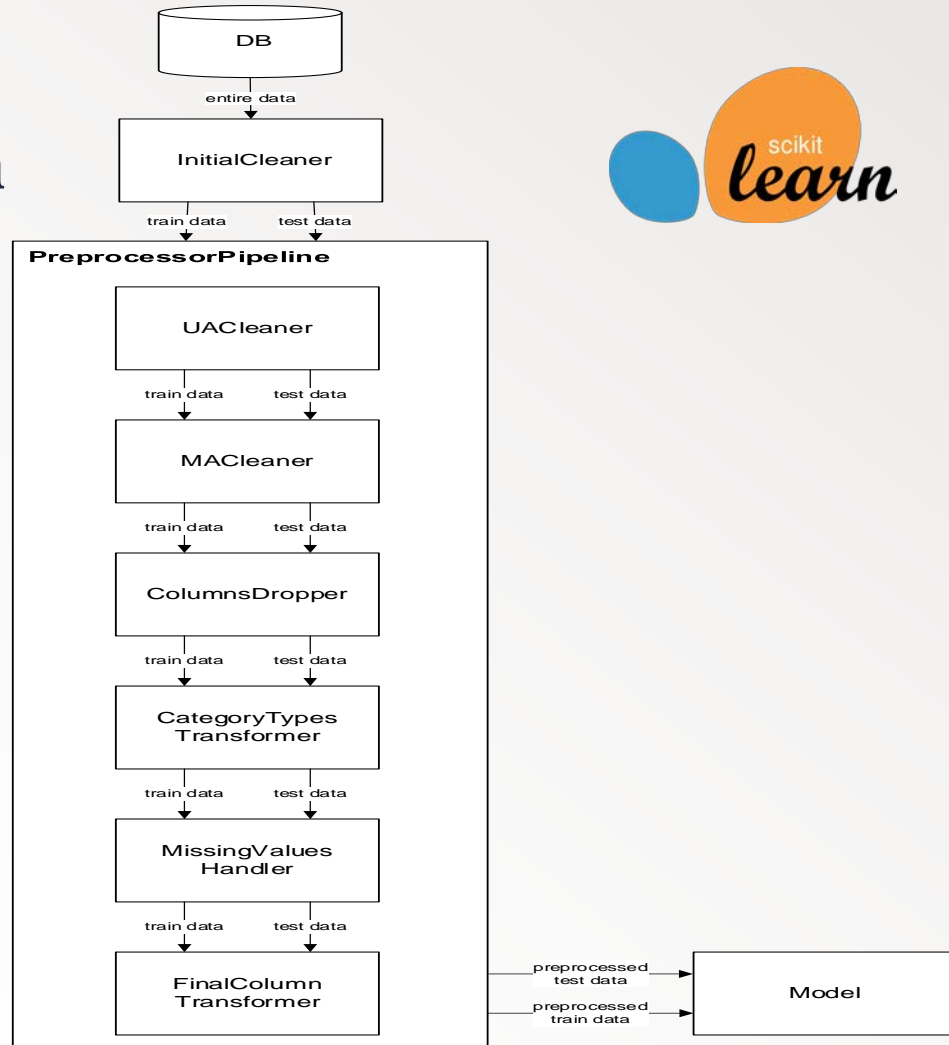 DB
entire data
InitialCleaner
scikit
learn
train data
test data
PreprocessorPipeline
UACleaner
train data
test data
MACleaner
train data
test data
ColumnsDropper
train data
test data
CategoryTypes
Transformer
train data
test data
MissingValues
Handler
train data
test data
FinalColumn
Transformer
preprocessed
test data
preprocessed
train data
Model